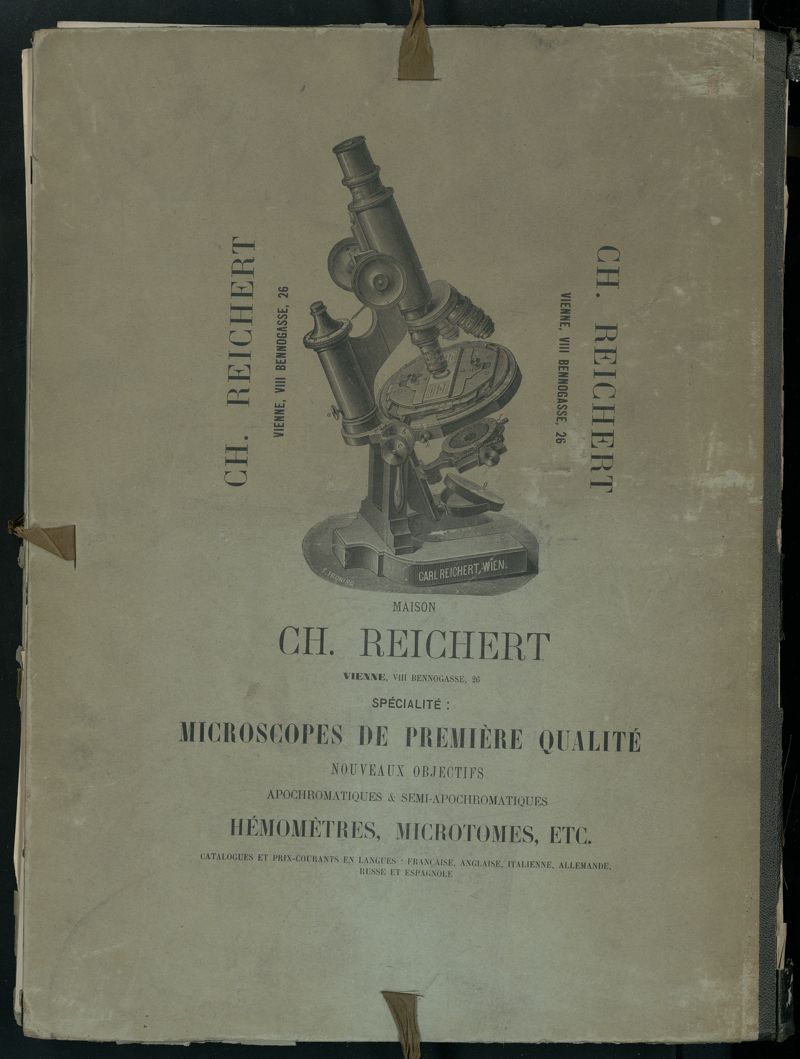 CH. REICHERT
VIENNE, VIII BENNOGASSE, 26
CH. REICHERT
VIENNE, VIII BENNOGASSE, 26
CARL REICHERT, WIEN.
MAISON
CH. REICHERT
VIENNE, VIII BENNOGASSE, 26
SPÉCIALITÉ :
MICROSCOPES DE PREMIÈRE QUALITÉ
NOUVEAUX OBJECTIFS
APOCHROMATIQUES & SEMI-APOCHROMATIQUES
HÉMOMÈTRES, MICROTOMES, ETC.
CATALOGUES ET PRIX-COURANTS EN LANGUES : FRANÇAISE, ANGLAISE, ITALIENNE, ALLEMANDE,
RUSSE ET ESPAGNOLE